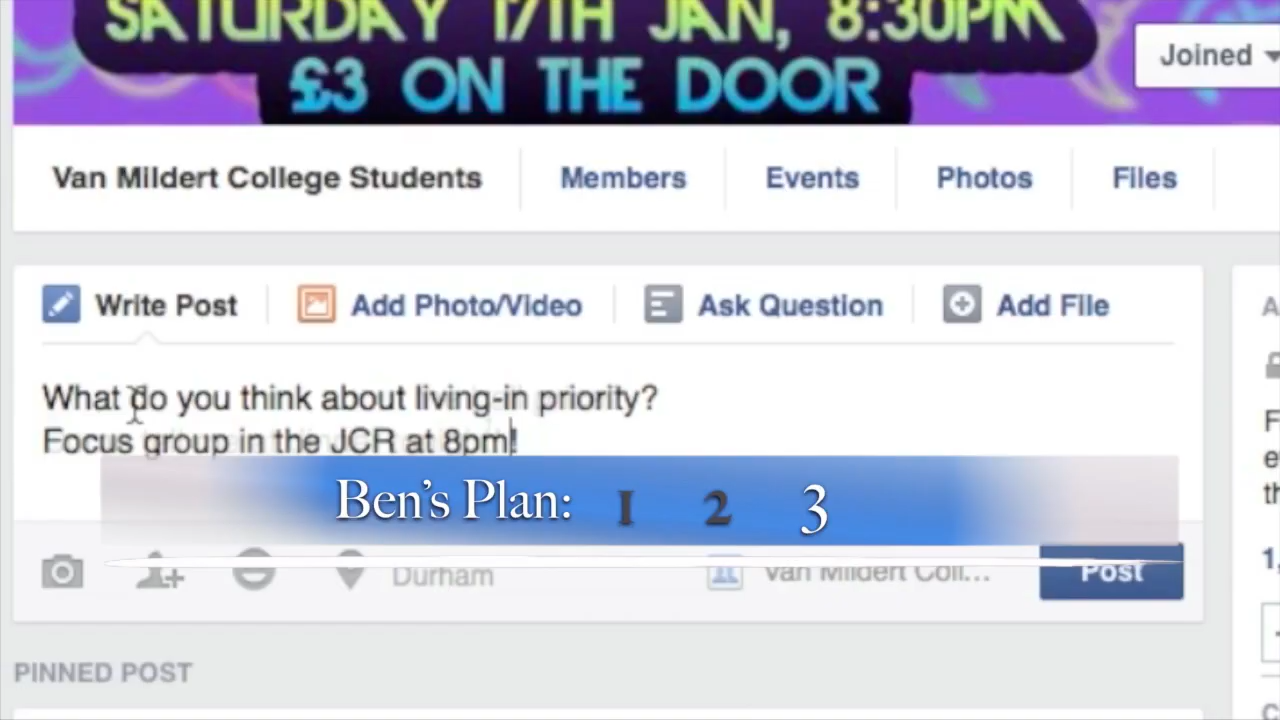 SATURDAY 17TH JAN, 8:30PM
£3 ON THE DOOR
Joined
Van Mildert College Students Members Events Photos Files
Write Post Add Photo/Video Ask Question Add File
What do you think about living-in priority?
Focus group in the JCR at 8pm!
Ben's Plan: 1 2 3
Durham Van Mildert Coll... Post
PINNED POST